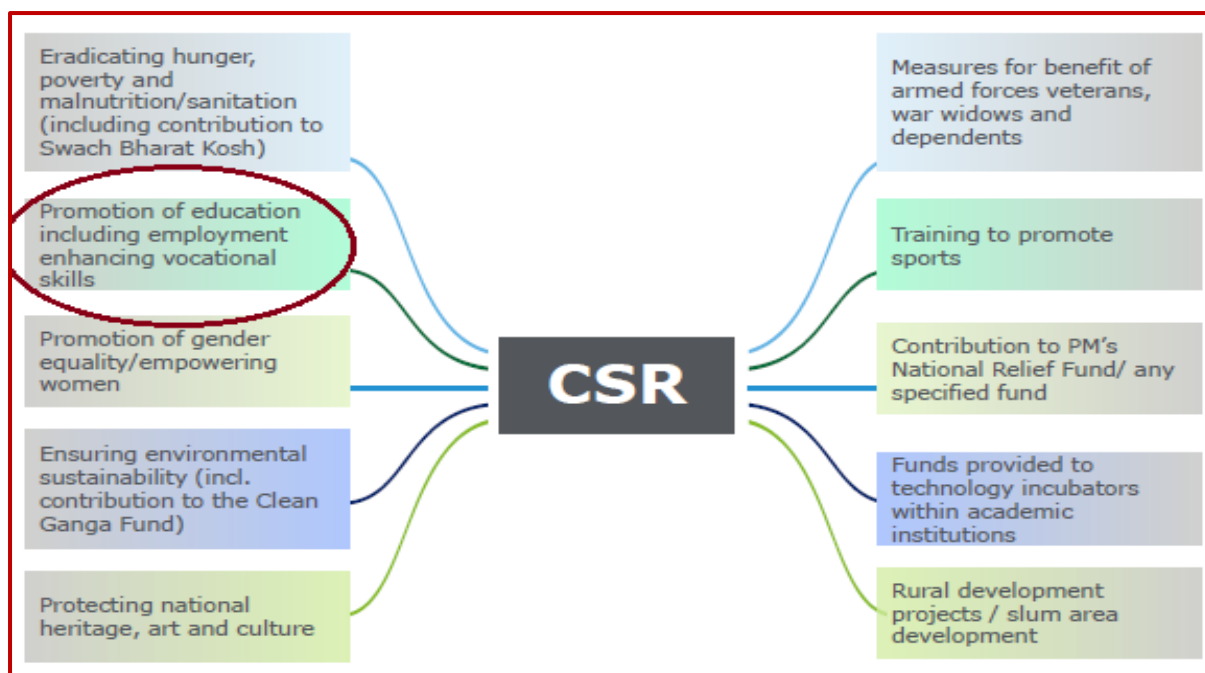 Eradicating hunger,
poverty and
malnutrition/sanitation
(including contribution to
Swach Bharat Kosh)
Promotion of education
including employment
enhancing vocational
skills
Promotion of gender
equality/empowering
women
Ensuring environmental
sustainability (incl.
contribution to the Clean
Ganga Fund)
Protecting national
heritage, art and culture
CSR
Measures for benefit of
armed forces veterans,
war widows and
dependents
Training to promote
sports
Contribution to PM's
National Relief Fund/ any
specified fund
Funds provided to
technology incubators
within academic
institutions
Rural development
projects / slum area
development